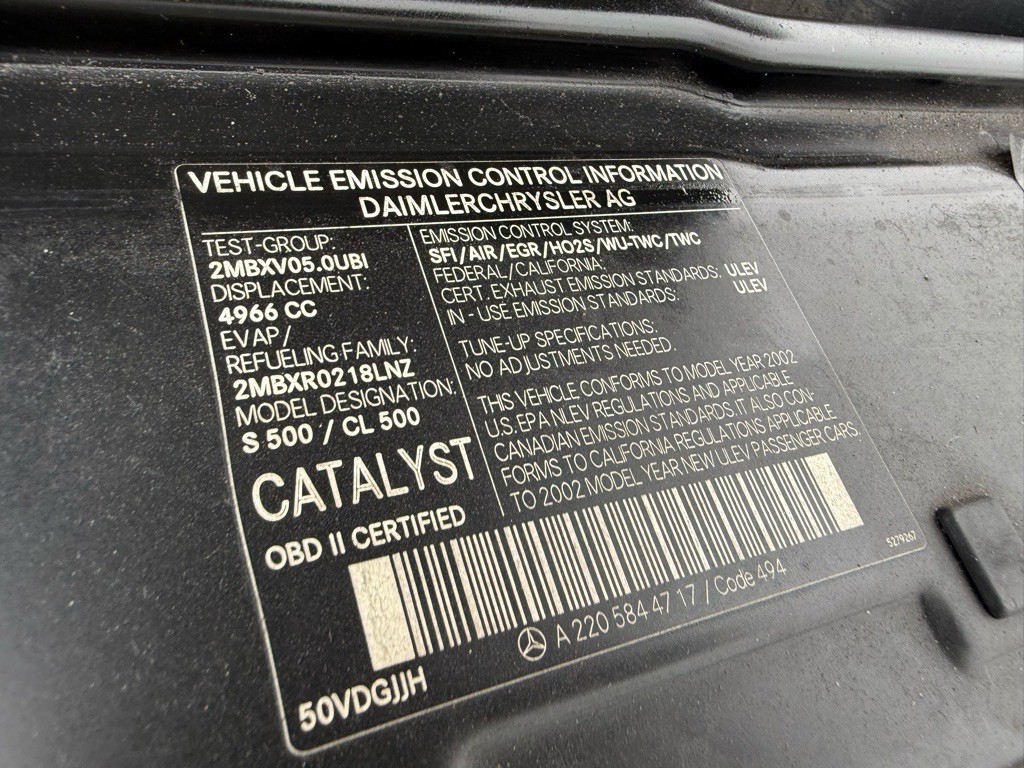 VEHICLE EMISSION CONTROL INFORMATION
DAIMLERCHRYSLER AG
TEST-GROUP:
2MBXV05.0UBI
DISPLACEMENT:
4966 CC
EVAP/
REFUELING FAMILY:
2MBXR0218LNZ
MODEL DESIGNATION:
S 500 / CL 500
CATALYST
OBD II CERTIFIED
EMISSION CONTROL SYSTEM:
SFI/AIR/EGR/HO2S/WU-TWC/TWC
FEDERAL/CALIFORNIA:
CERT. EXHAUST EMISSION STANDARDS: ULEV
IN - USE EMISSION STANDARDS: ULEV
TUNE-UP SPECIFICATIONS:
NO ADJUSTMENTS NEEDED.
THIS VEHICLE CONFORMS TO MODEL YEAR 2002
U.S. EPA NLEV REGULATIONS AND APPLICABLE
CANADIAN EMISSION STANDARDS. IT ALSO CON-
FORMS TO CALIFORNIA REGULATIONS APPLICABLE
TO 2002 MODEL YEAR NEW ULEV PASSENGER CARS.
S279267
A 220 584 47 17 / Code 494
50VDGJJH